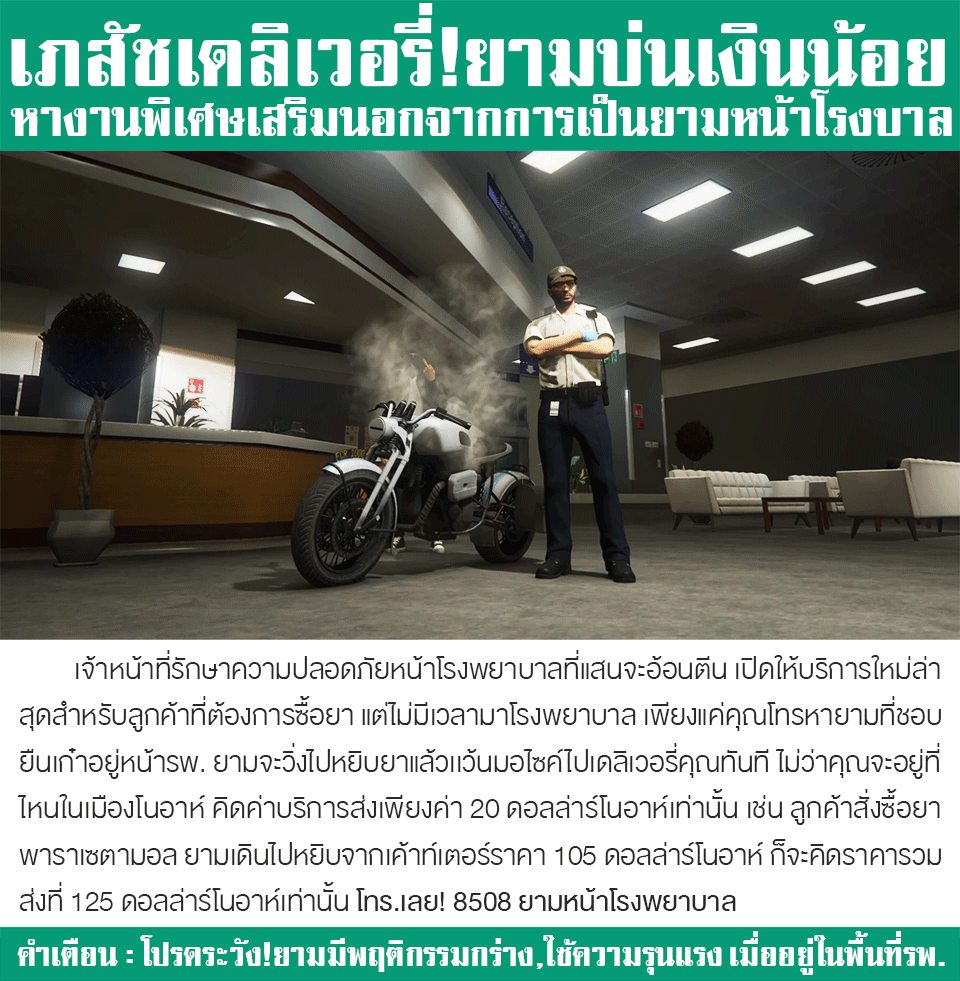 เภสัชเดลิเวอรี่!ยามบ่นเงินน้อย
หางานพิเศษเสริมนอกจากการเป็นยามหน้าโรงบาล
เจ้าหน้าที่รักษาความปลอดภัยหน้าโรงพยาบาลที่แสนจะอ้อนตีน เปิดให้บริการใหม่ล่า
สุดสำหรับลูกค้าที่ต้องการซื้อยา แต่ไม่มีเวลามาโรงพยาบาล เพียงแค่คุณโทรหายามที่ชอบ
ยืนเก๋าอยู่หน้ารพ. ยามจะวิ่งไปหยิบยาแล้วแว้นมอไซค์ไปเดลิเวอรี่คุณทันที ไม่ว่าคุณจะอยู่ที่
ไหนในเมืองโนอาห์ คิดค่าบริการส่งเพียงค่า 20 ดอลล่าร์โนอาห์เท่านั้น เช่น ลูกค้าสั่งซื้อยา
พาราเซตามอล ยามเดินไปหยิบจากเค้าท์เตอร์ราคา 105 ดอลล่าร์โนอาห์ ก็จะคิดราคารวม
ส่งที่ 125 ดอลล่าร์โนอาห์เท่านั้น โทร.เลย! 8508 ยามหน้าโรงพยาบาล
คำเตือน : โปรดระวัง!ยามมีพฤติกรรมกร่าง,ใช้ความรุนแรง เมื่ออยู่ในพื้นที่รพ.